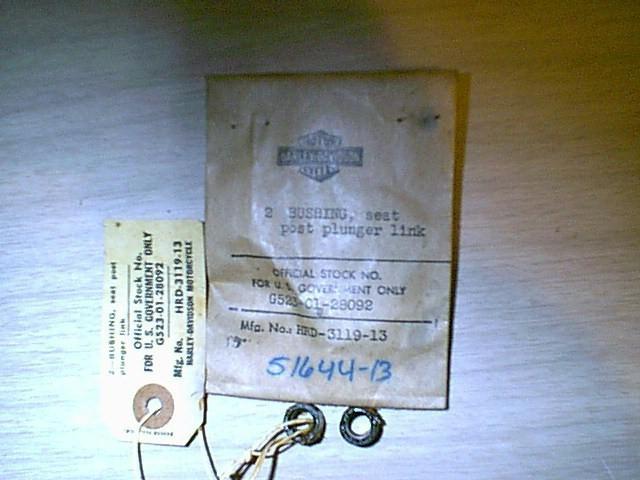 MOTOR
HARLEY-DAVIDSON
CYCLES
2 BUSHING, seat
post plunger link
OFFICIAL STOCK NO.
FOR U.S. GOVERNMENT ONLY
G523-01-28092
Mfg. No.: HRD-3119-13
51644-13
2-BUSHING, seat post
plunger link
Official Stock No.
FOR U. S. GOVERNMENT ONLY
G523-01-28092
Mfg. No. HRD-3119-13
HARLEY-DAVIDSON MOTORCYCLE